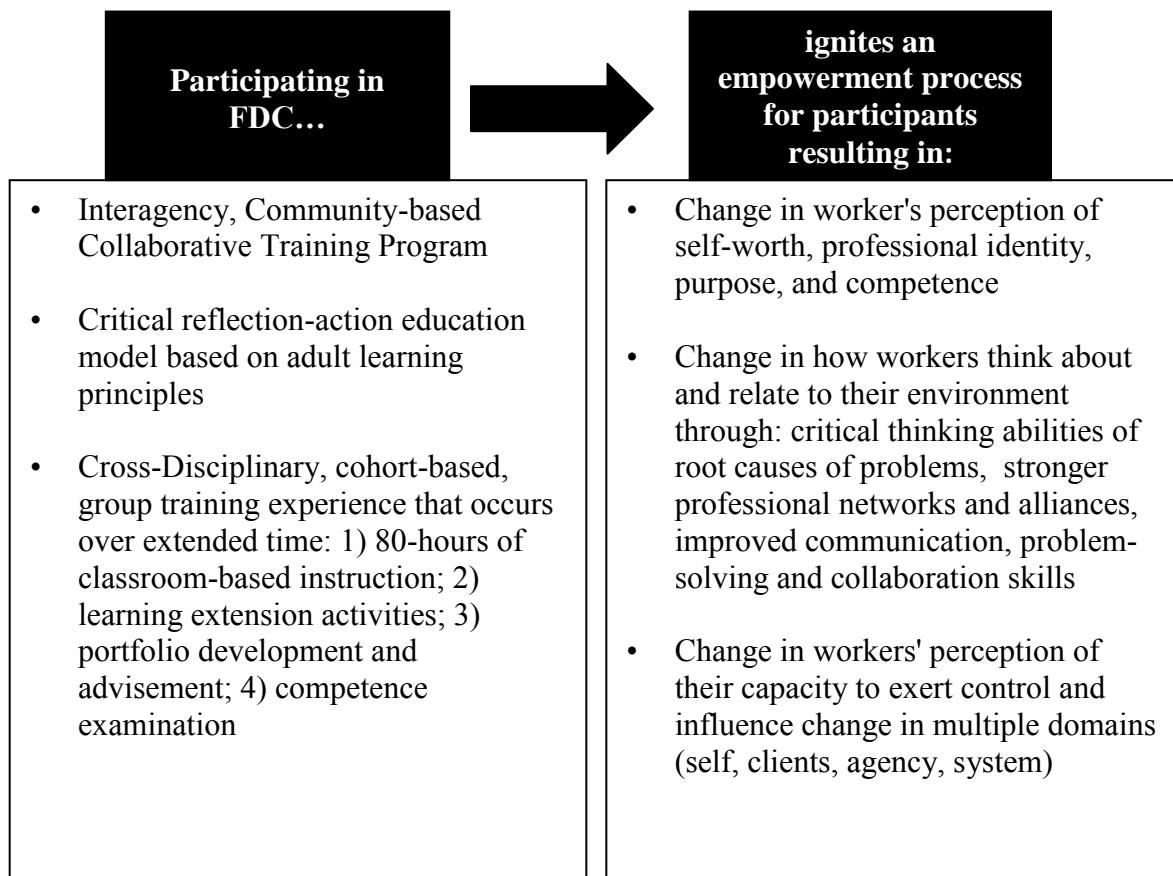 Participating in
FDC…
ignites an
empowerment process
for participants
resulting in:
• Interagency, Community-based
Collaborative Training Program
• Critical reflection-action education
model based on adult learning
principles
• Cross-Disciplinary, cohort-based,
group training experience that occurs
over extended time: 1) 80-hours of
classroom-based instruction; 2)
learning extension activities; 3)
portfolio development and
advisement; 4) competence
examination
• Change in worker's perception of
self-worth, professional identity,
purpose, and competence
• Change in how workers think about
and relate to their environment
through: critical thinking abilities of
root causes of problems,  stronger
professional networks and alliances,
improved communication, problem-
solving and collaboration skills
• Change in workers' perception of
their capacity to exert control and
influence change in multiple domains
(self, clients, agency, system)